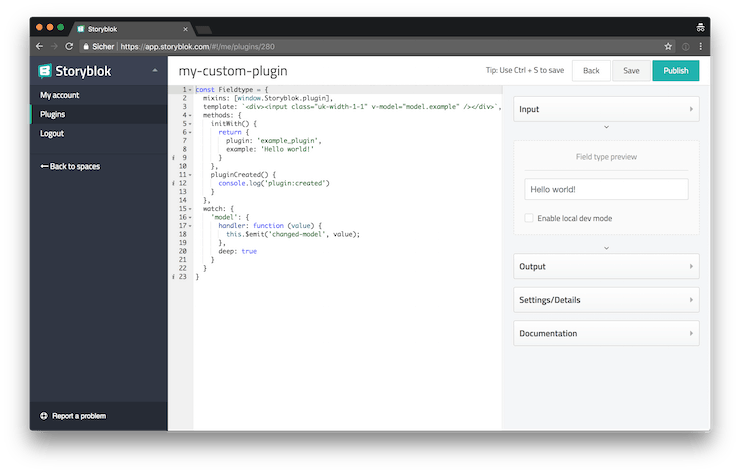 Storyblok
Sicher https://app.storyblok.com/#!/me/plugins/280
Storyblok
My account
Plugins
Logout
Back to spaces
Report a problem
my-custom-plugin
Tip: Use Ctrl + S to save
Back
Save
Publish
1 const Fieldtype = {
2 mixins: [window.Storyblok.plugin],
3 template: `<div><input class="uk-width-1-1" v-model="model.example" /></div>`,
4 methods: {
5 initWith() {
6 return {
7 plugin: 'example_plugin',
8 example: 'Hello world!'
i 9 }
10 },
11 pluginCreated() {
i 12 console.log('plugin:created')
13 }
14 },
15 watch: {
16 'model': {
17 handler: function (value) {
18 this.$emit('changed-model', value);
19 },
20 deep: true
21 }
22 }
i 23 }
Input
Field type preview
Hello world!
Enable local dev mode
Output
Settings/Details
Documentation